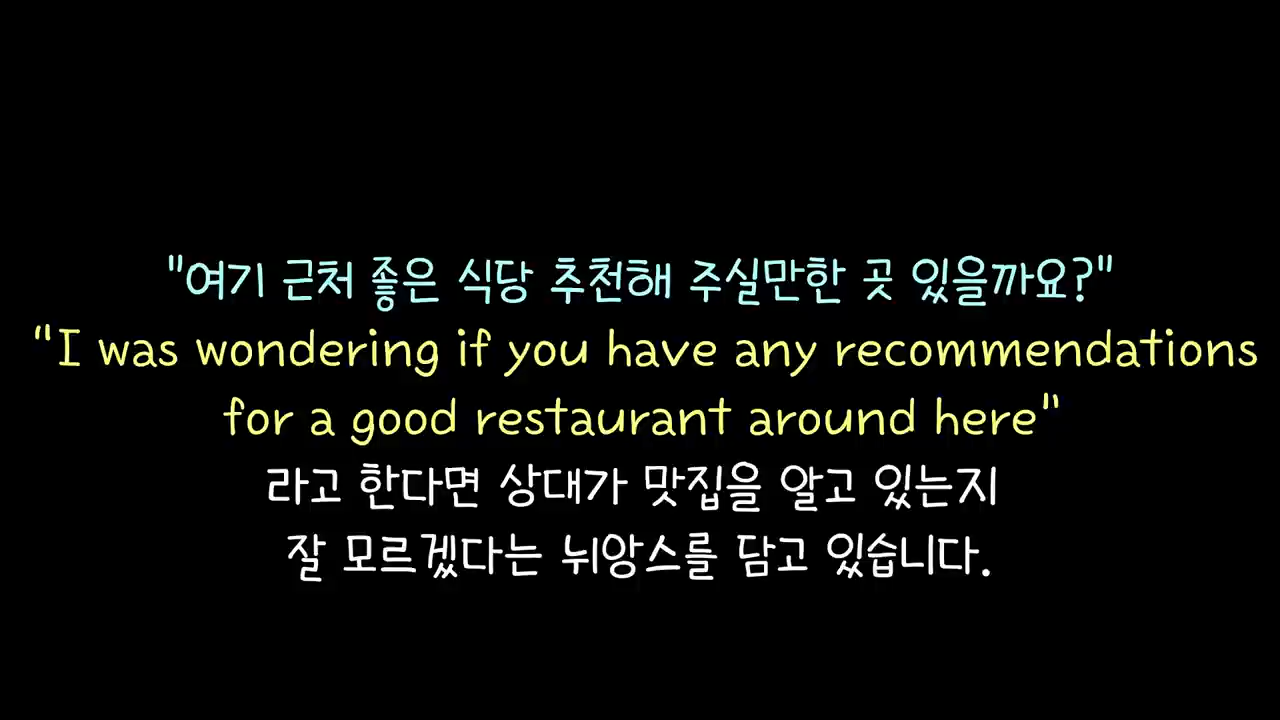 "여기 근처 좋은 식당 추천해 주실만한 곳 있을까요?"
"I was wondering if you have any recommendations
for a good restaurant around here"
라고 한다면 상대가 맛집을 알고 있는지
잘 모르겠다는 뉘앙스를 담고 있습니다.